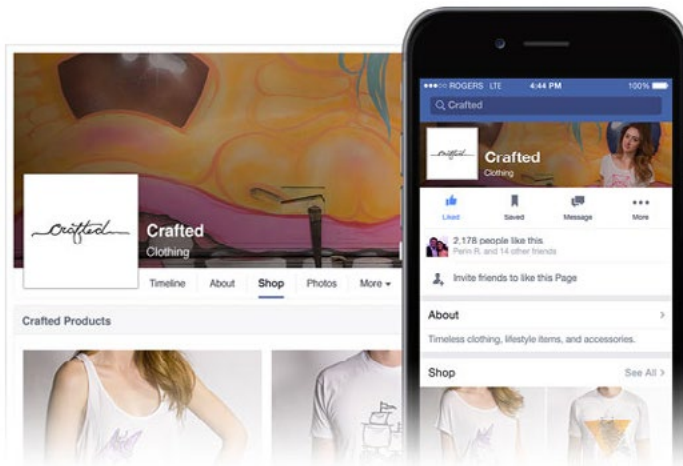 crafted
Crafted
Clothing
Timeline About Shop Photos More
Crafted Products
ROGERS LTE 4:44 PM 100%
Crafted
crafted
Crafted
Clothing
Liked Saved Message More
2,178 people like this
Perin R. and 14 other friends
Invite friends to like this Page
About
Timeless clothing, lifestyle items, and accessories.
Shop See All